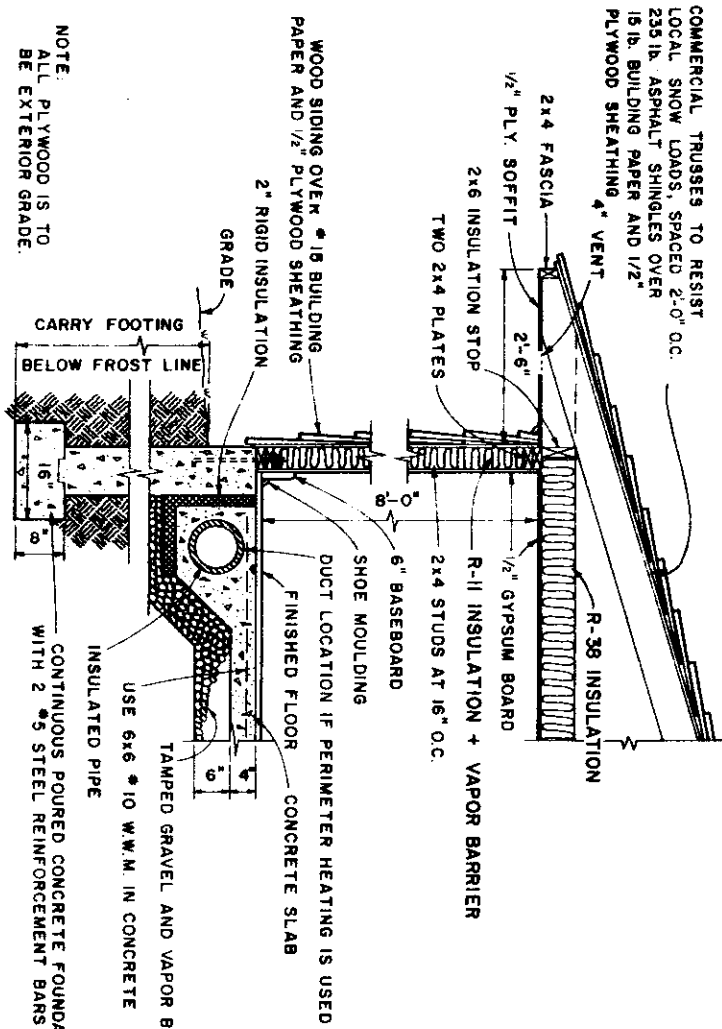 COMMERCIAL TRUSSES TO RESIST
LOCAL SNOW LOADS, SPACED 2'-0" O.C.
235 lb. ASPHALT SHINGLES OVER
15 lb. BUILDING PAPER AND 1/2"
PLYWOOD SHEATHING
4" VENT
1/2" PLY. SOFFIT
2x4 FASCIA
2x6 INSULATION STOP
TWO 2x4 PLATES
2'-6"
R-38 INSULATION
1/2" GYPSUM BOARD
R-11 INSULATION + VAPOR BARRIER
2x4 STUDS AT 16" O.C.
8'-0"
WOOD SIDING OVER #15 BUILDING
PAPER AND 1/2" PLYWOOD SHEATHING
6" BASEBOARD
SHOE MOULDING
DUCT LOCATION IF PERIMETER HEATING IS USED
FINISHED FLOOR
CONCRETE SLAB
2" RIGID INSULATION
GRADE
CARRY FOOTING
BELOW FROST LINE
16"
8"
6"
4"
TAMPED GRAVEL AND VAPOR B
USE 6x6 #10 W.W.M. IN CONCRETE
INSULATED PIPE
CONTINUOUS POURED CONCRETE FOUNDA
WITH 2 #5 STEEL REINFORCEMENT BARS
NOTE:
ALL PLYWOOD IS TO
BE EXTERIOR GRADE.